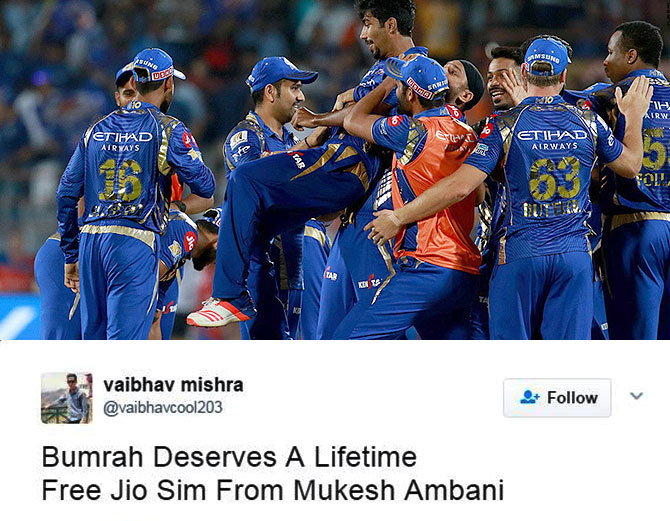 SAMSUNG
ETIHAD
AIRWAYS
16
ETIHAD
AIRWAYS
63
vaibhav mishra
@vaibhavcool203
Follow
Bumrah Deserves A Lifetime
Free Jio Sim From Mukesh Ambani